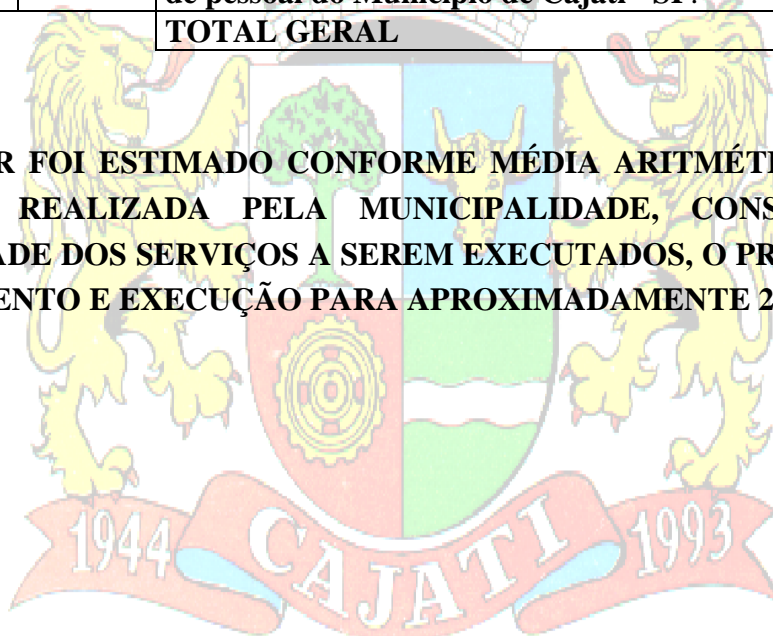 de pessoal do Município de Cajati - SP.
TOTAL GERAL
R FOI ESTIMADO CONFORME MÉDIA ARITMÉT
REALIZADA PELA MUNICIPALIDADE, CONS
ADE DOS SERVIÇOS A SEREM EXECUTADOS, O PR
ENTO E EXECUÇÃO PARA APROXIMADAMENTE 2
1944 CAJATI 1993